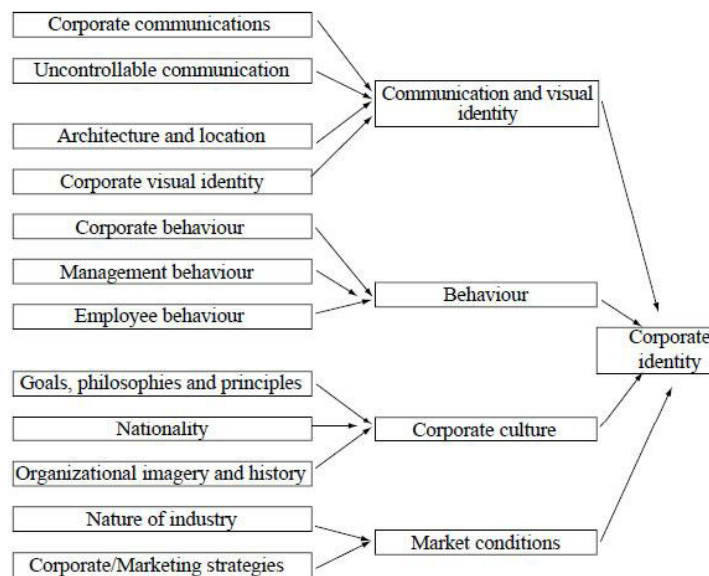 Corporate communications
Uncontrollable communication
Architecture and location
Corporate visual identity
Corporate behaviour
Management behaviour
Employee behaviour
Goals, philosophies and principles
Nationality
Organizational imagery and history
Nature of industry
Corporate/Marketing strategies
Communication and visual
identity
Behaviour
Corporate culture
Market conditions
Corporate
identity